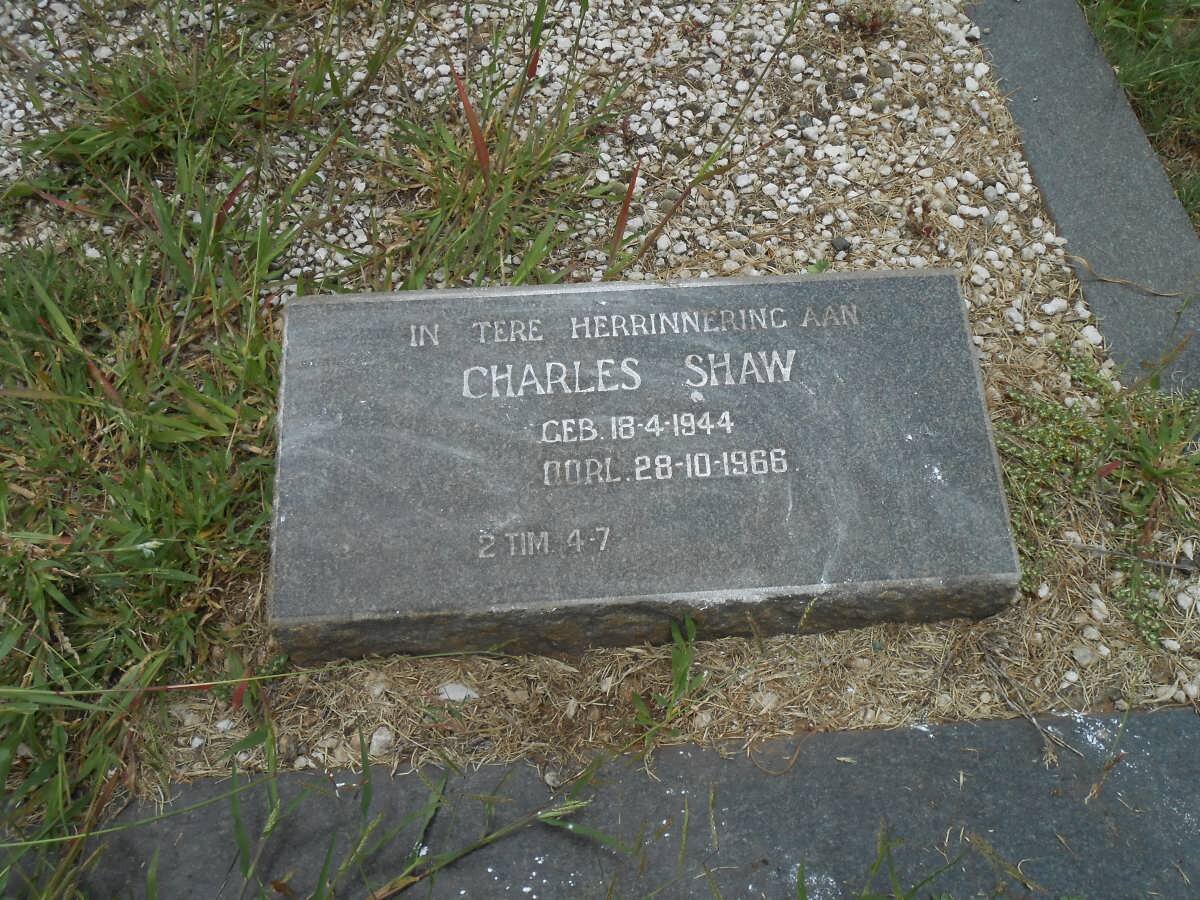 IN TERE HERRINNERING AAN
CHARLES SHAW
GEB. 18-4-1944
OORL. 28-10-1966
2 TIM 4-7